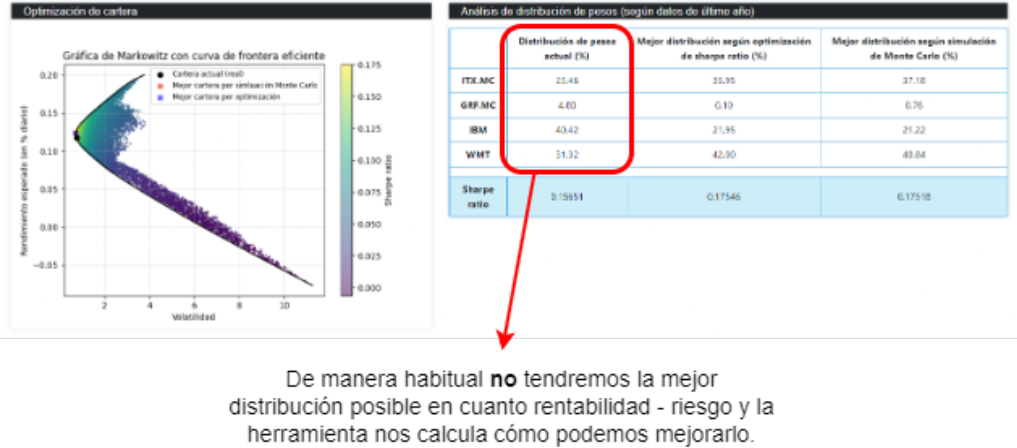 Optimización de cartera
Gráfica de Markowitz con curva de frontera eficiente
Cartera actual (real)
Mejor cartera por simluación Monte Carlo
Mejor cartera por optimización
Rendimiento esperado (en % diario)
0.20
0.15
0.10
0.05
0.00
−0.05
2 4 6 8 10
Volatilidad
0.175
0.150
0.125
0.100
0.075
0.050
0.025
0.000
Sharpe ratio
Análisis de distribución de pesos (según datos de último año)
Distribución de pesos actual (%)
Mejor distribución según optimización de sharpe ratio (%)
Mejor distribución según simulación de Monte Carlo (%)
ITX.MC 23.46 37.18
GRF.MC 4.80 0.10 0.76
IBM 40.42 21.95 21.22
WMT 31.32 42.00 40.84
Sharpe ratio 0.15651 0.17546 0.17518
De manera habitual no tendremos la mejor
distribución posible en cuanto rentabilidad - riesgo y la
herramienta nos calcula cómo podemos mejorarlo.